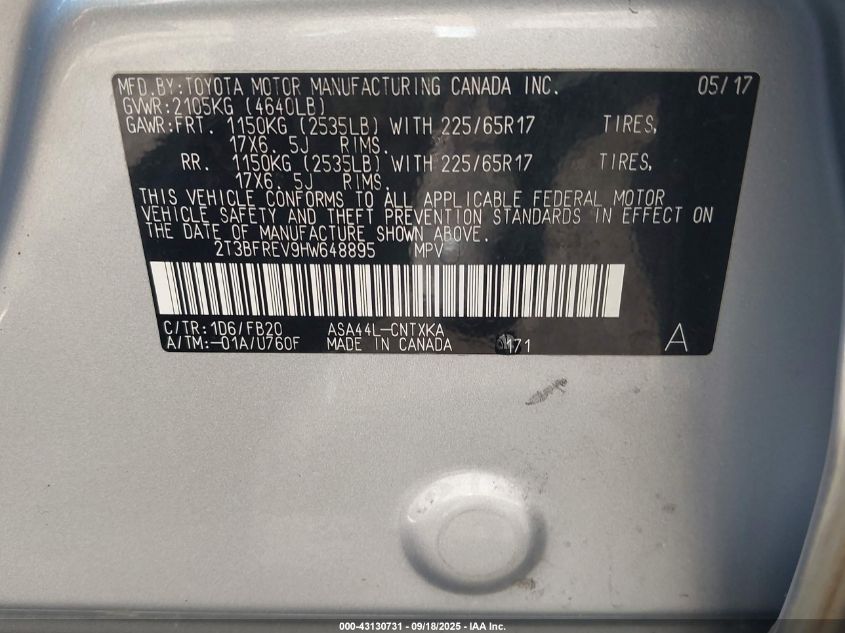 MFD.BY:TOYOTA MOTOR MANUFACTURING CANADA INC. 05/17
GVWR:2105KG (4640LB)
GAWR:FRT. 1150KG (2535LB) WITH 225/65R17 TIRES,
17X6. 5J RIMS.
RR. 1150KG (2535LB) WITH 225/65R17 TIRES,
17X6. 5J RIMS.
THIS VEHICLE CONFORMS TO ALL APPLICABLE FEDERAL MOTOR
VEHICLE SAFETY AND THEFT PREVENTION STANDARDS IN EFFECT ON
THE DATE OF MANUFACTURE SHOWN ABOVE.
2T3BFREV9HW648895 MPV
C/TR: 1D6/FB20 ASA44L-CNTXKA
A/TM:-01A/U760F MADE IN CANADA 171 A
000-43130731 - 09/18/2025 - IAA Inc.